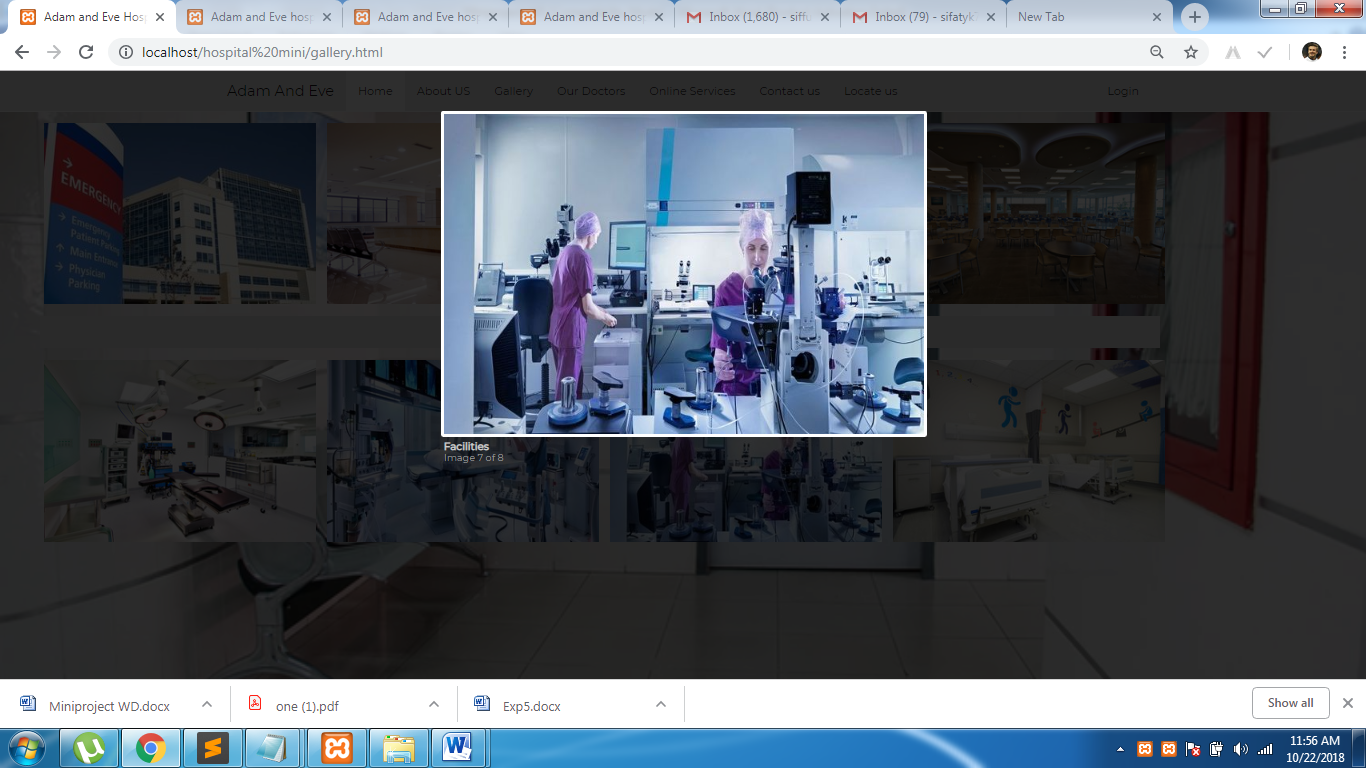 Adam and Eve Hosp
Adam and Eve hosp
Adam and Eve hosp
Adam and Eve hosp
Inbox (1,680) - siffu
Inbox (79) - sifatyk
New Tab
localhost/hospital%20mini/gallery.html
Adam And Eve
Home
About US
Gallery
Our Doctors
Online Services
Contact us
Locate us
Login
EMERGENCY
Emergency
Patient Parking
Main Entrance
Physician
Parking
Facilities
Image 7 of 8
Miniproject WD.docx
one (1).pdf
Exp5.docx
Show all
11:56 AM
10/22/2018